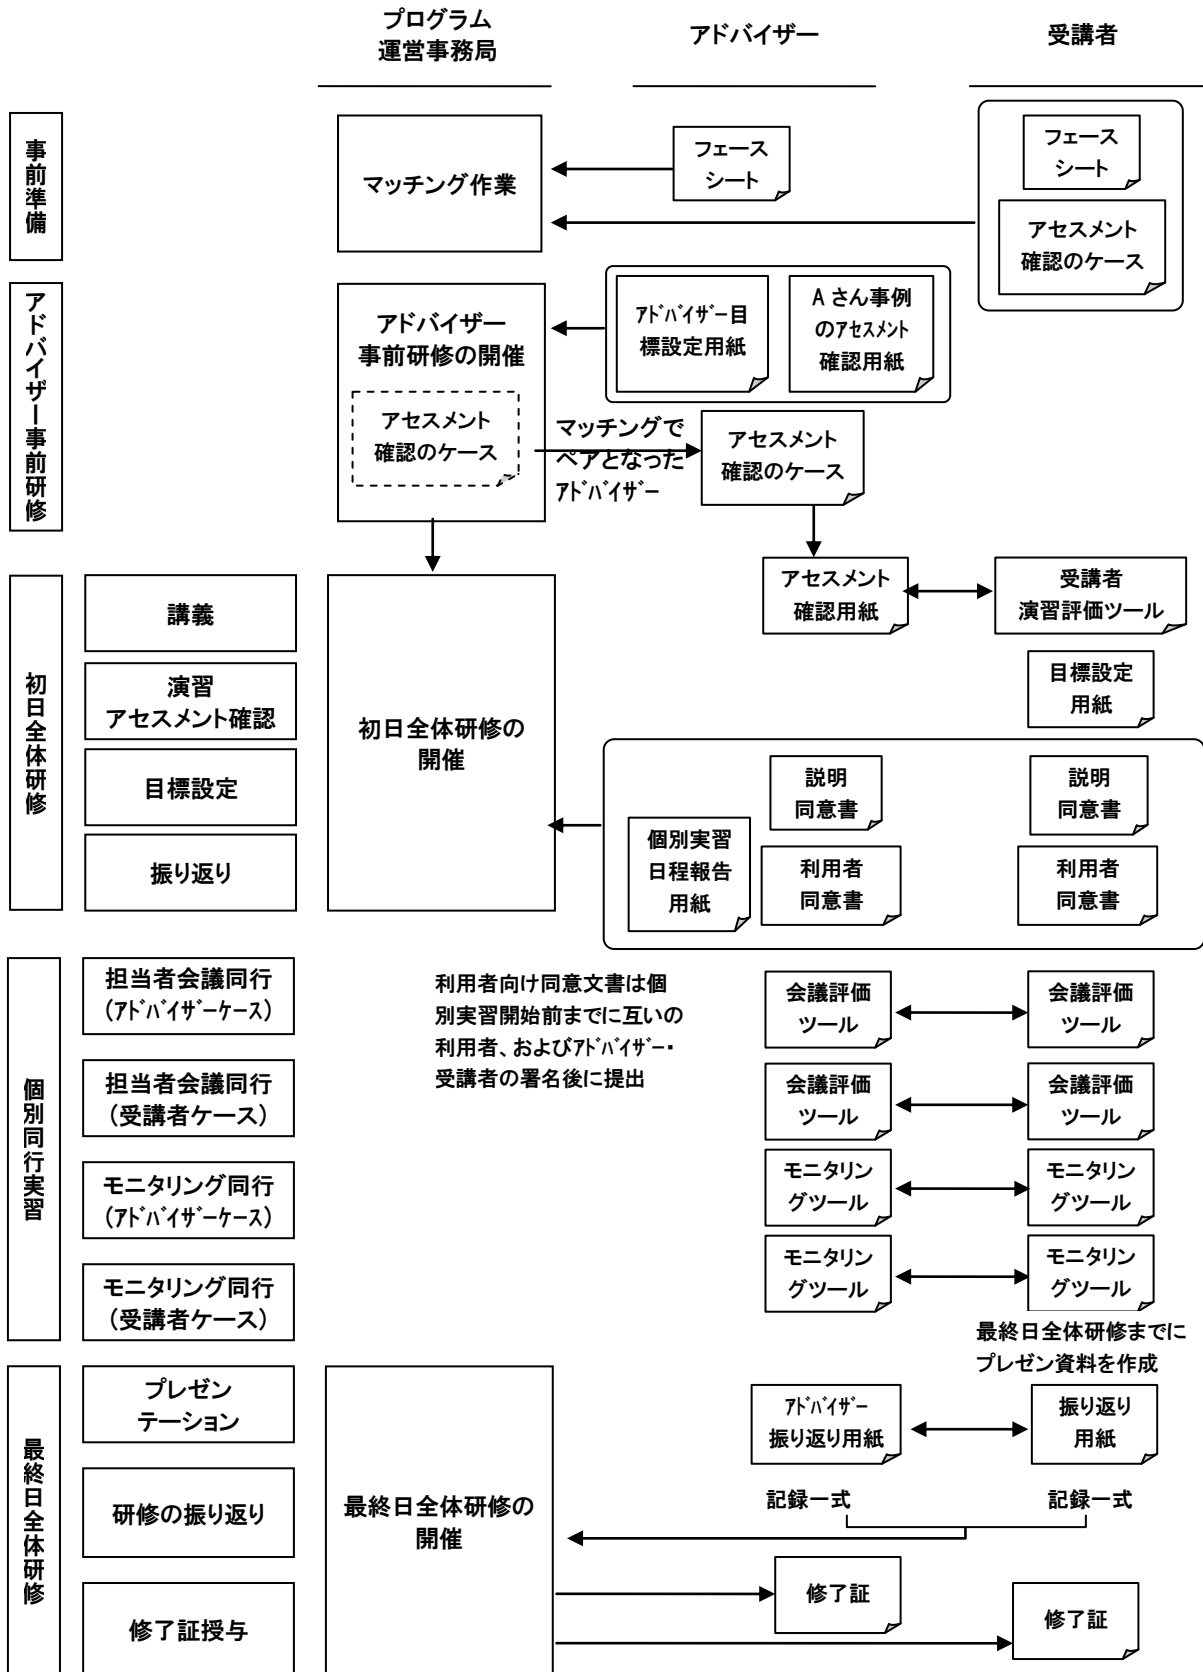 プログラム
運営事務局
アドバイザー
受講者
事前準備
マッチング作業
フェース
シート
フェース
シート
アセスメント
確認のケース
アドバイザー事前研修
アドバイザー
事前研修の開催
アセスメント
確認のケース
ｱﾄﾞﾊﾞｲｻﾞｰ目
標設定用紙
A さん事例
のｱｾｽﾒﾝﾄ
確認用紙
マッチングで
ペアとなった
ｱﾄﾞﾊﾞｲｻﾞｰ
アセスメント
確認のケース
初日全体研修
講義
演習
アセスメント確認
目標設定
振り返り
初日全体研修の
開催
アセスメント
確認用紙
受講者
演習評価ツール
目標設定
用紙
説明
同意書
説明
同意書
個別実習
日程報告
用紙
利用者
同意書
利用者
同意書
個別同行実習
担当者会議同行
（ｱﾄﾞﾊﾞｲｻﾞｰｹｰｽ）
担当者会議同行
（受講者ケース）
モニタリング同行
（ｱﾄﾞﾊﾞｲｻﾞｰｹｰｽ）
モニタリング同行
（受講者ケース）
利用者向け同意文書は個
別実習開始前までに互いの
利用者、およびｱﾄﾞﾊﾞｲｻﾞｰ・
受講者の署名後に提出
会議評価
ツール
会議評価
ツール
会議評価
ツール
会議評価
ツール
モニタリン
グツール
モニタリン
グツール
モニタリン
グツール
モニタリン
グツール
最終日全体研修までに
プレゼン資料を作成
最終日全体研修
プレゼン
テーション
研修の振り返り
修了証授与
最終日全体研修の
開催
ｱﾄﾞﾊﾞｲｻﾞｰ
振り返り用紙
振り返り
用紙
記録一式
記録一式
修了証
修了証